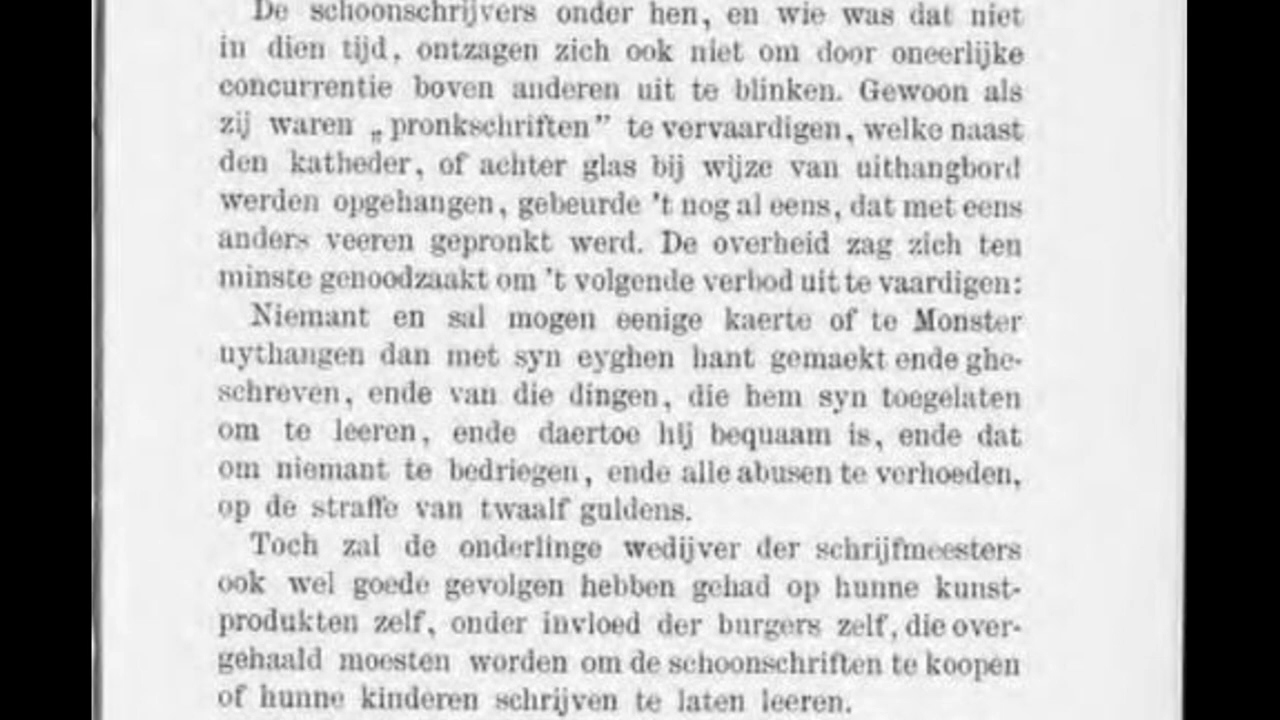 De schoonschrijvers onder hen, en wie was dat niet
in dien tijd, ontzagen zich ook niet om door oneerlijke
concurrentie boven anderen uit te blinken. Gewoon als
zij waren „pronkschriften” te vervaardigen, welke naast
den katheder, of achter glas bij wijze van uithangbord
werden opgehangen, gebeurde 't nog al eens, dat met eens
anders veeren gepronkt werd. De overheid zag zich ten
minste genoodzaakt om 't volgende verbod uit te vaardigen:
Niemant en sal mogen eenige kaerte of te Monster
uythangen dan met syn eyghen hant gemaekt ende ghe-
schreven, ende van die dingen, die hem syn toegelaten
om te leeren, ende daertoe hij bequaam is, ende dat
om niemant te bedriegen, ende alle abusen te verhoeden,
op de straffe van twaalf guldens.
Toch zal de onderlinge wedijver der schrijfmeesters
ook wel goede gevolgen hebben gehad op hunne kunst-
produkten zelf, onder invloed der burgers zelf, die over-
gehaald moesten worden om de schoonschriften te koopen
of hunne kinderen schrijven te laten leeren.